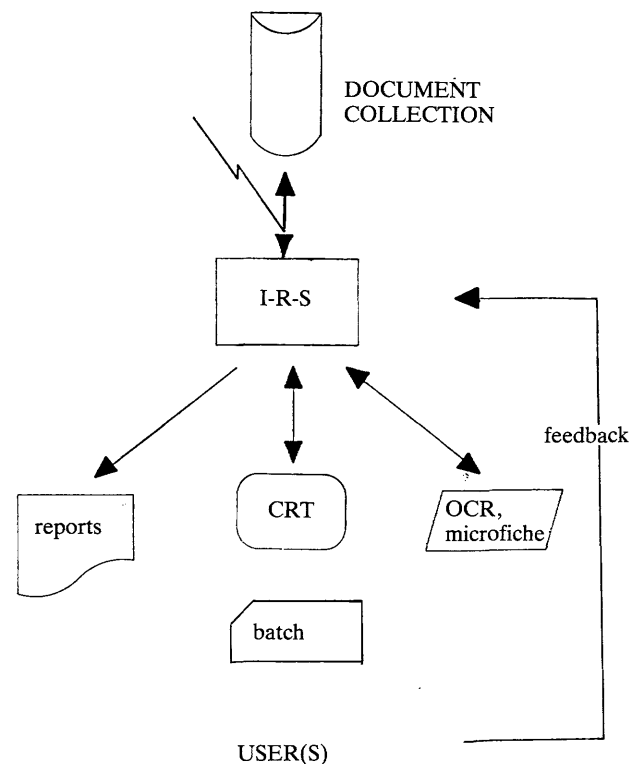 DOCUMENT
COLLECTION
I-R-S
feedback
reports
CRT
OCR,
microfiche
batch
USER(S)